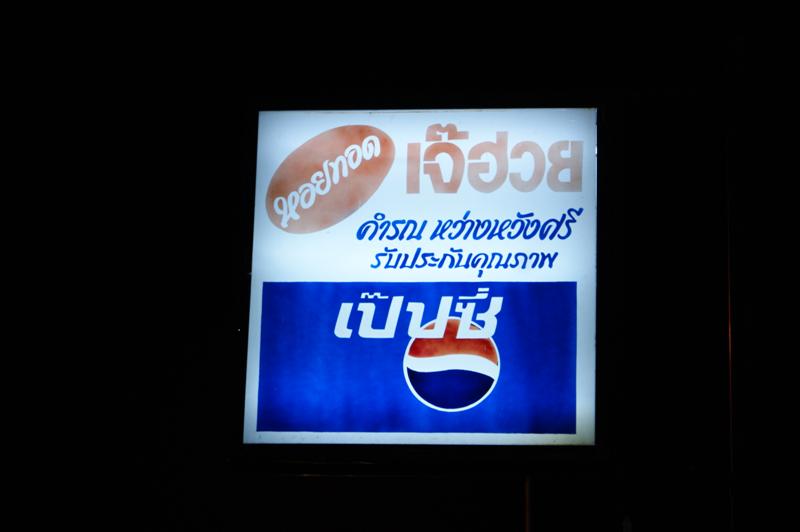 หอยทอด
เจ๊ฮวย
คำรณ หว่างหวังศรี
รับประกันคุณภาพ
เป๊ปซี่